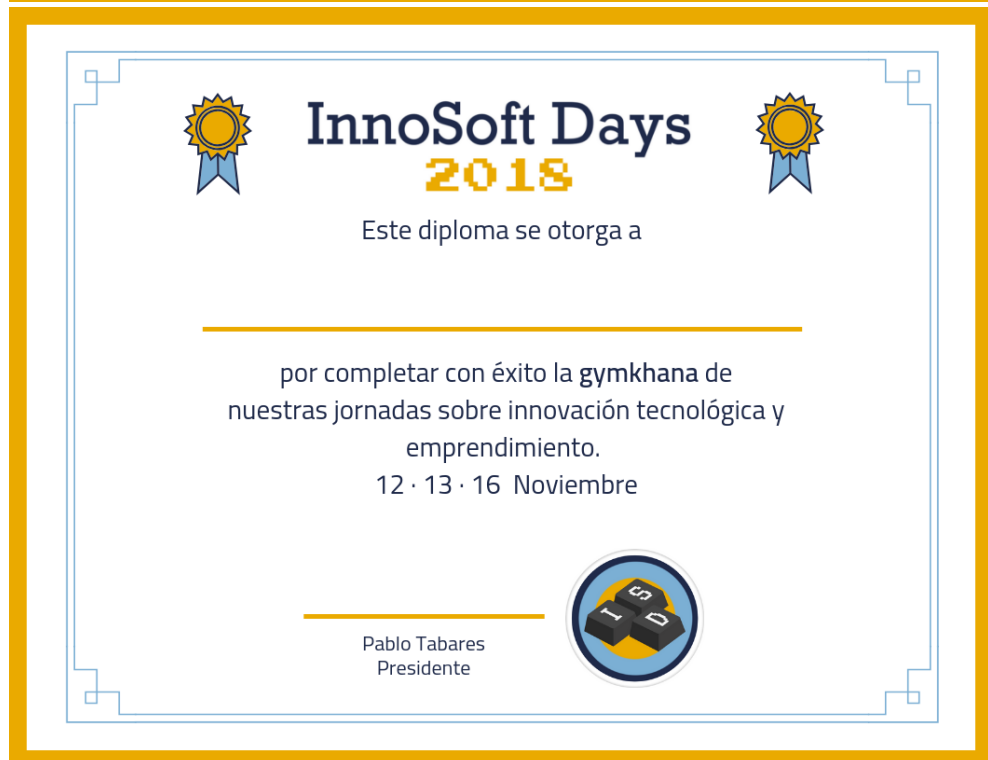 InnoSoft Days
2018
Este diploma se otorga a
por completar con éxito la gymkhana de
nuestras jornadas sobre innovación tecnológica y
emprendimiento.
12 · 13 · 16 Noviembre
Pablo Tabares
Presidente
I
S
D